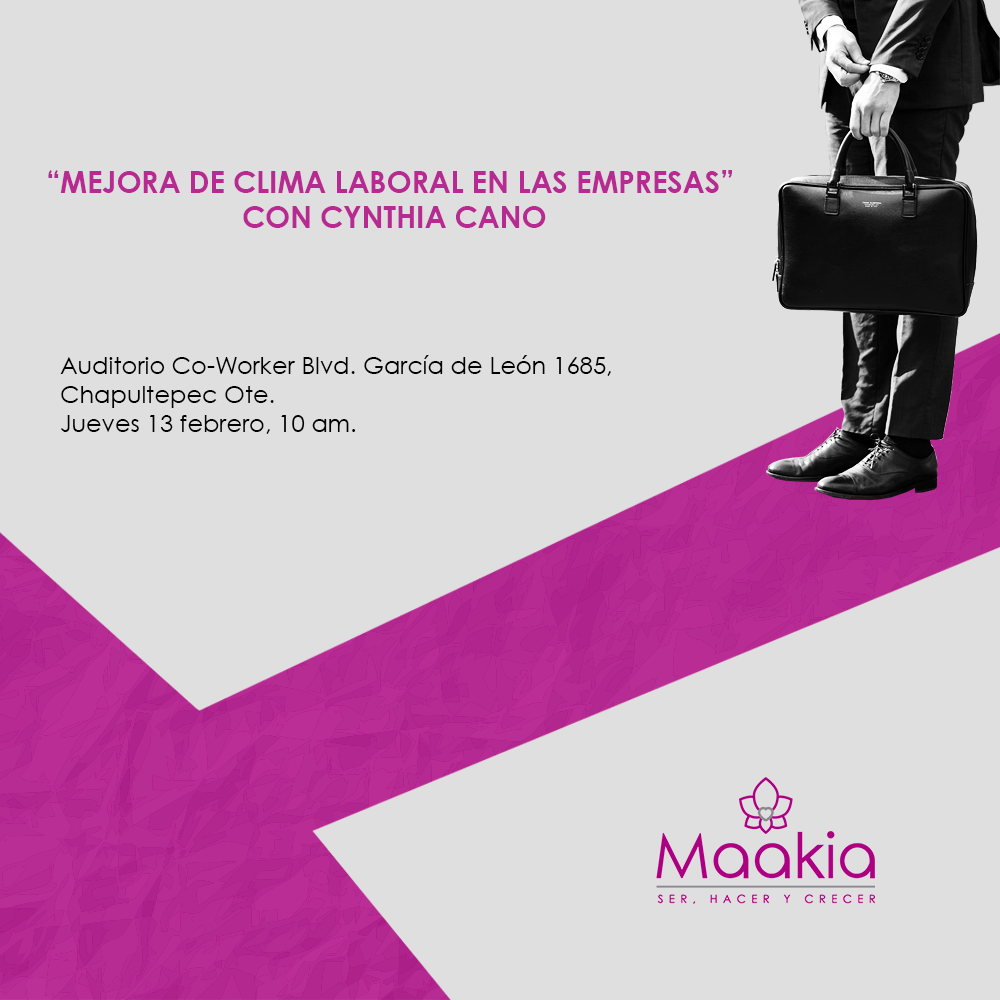 “MEJORA DE CLIMA LABORAL EN LAS EMPRESAS”
CON CYNTHIA CANO
Auditorio Co-Worker Blvd. García de León 1685,
Chapultepec Ote.
Jueves 13 febrero, 10 am.
Maakia
SER, HACER Y CRECER